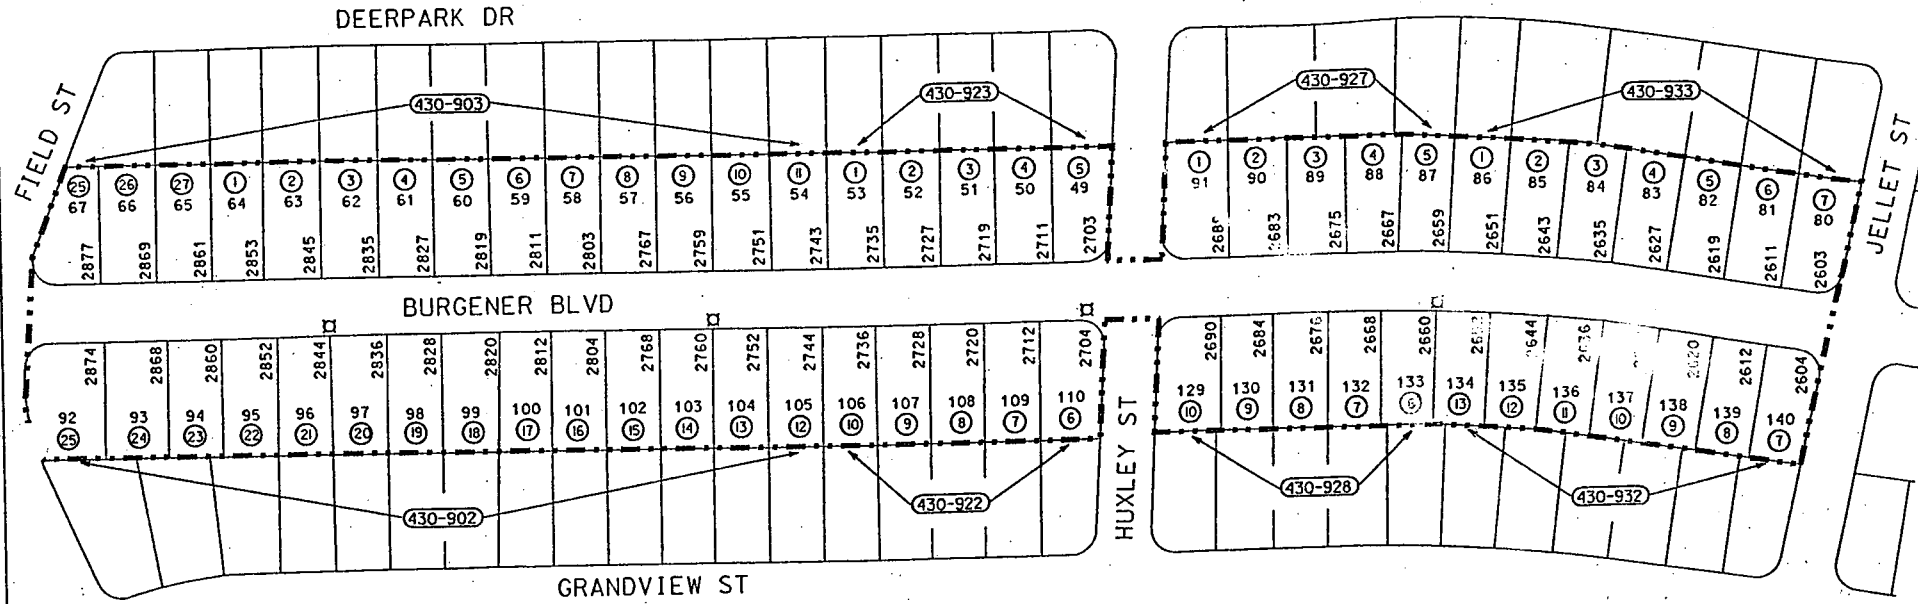 DEERPARK DR
FIELD ST
JELLET ST
430-903
430-923
430-927
430-933
25 26 27 1 2 3 4 5 6 7 8 9 10 11 1 2 3 4 5
67 66 65 64 63 62 61 60 59 58 57 56 55 54 53 52 51 50 49
2877 2869 2861 2853 2845 2835 2827 2819 2811 2803 2767 2759 2751 2743 2735 2727 2719 2711 2703
1 2 3 4 5 1 2 3 4 5 6 7
91 90 89 88 87 86 85 84 83 82 81 80
2675 2667 2659 2651 2643 2635 2627 2619 2611 2603
BURGENER BLVD
2874 2868 2860 2852 2844 2836 2828 2820 2812 2804 2768 2760 2752 2744 2736 2728 2720 2712 2704
92 93 94 95 96 97 98 99 100 101 102 103 104 105 106 107 108 109 110
25 24 23 22 21 20 19 18 17 16 15 14 13 12 10 9 8 7 6
2690 2684 2676 2668 2660 2612 2604
129 130 131 132 133 134 135 136 137 138 139 140
10 9 8 7 6 13 12 11 10 9 8 7
HUXLEY ST
430-902
430-922
430-928
430-932
GRANDVIEW ST